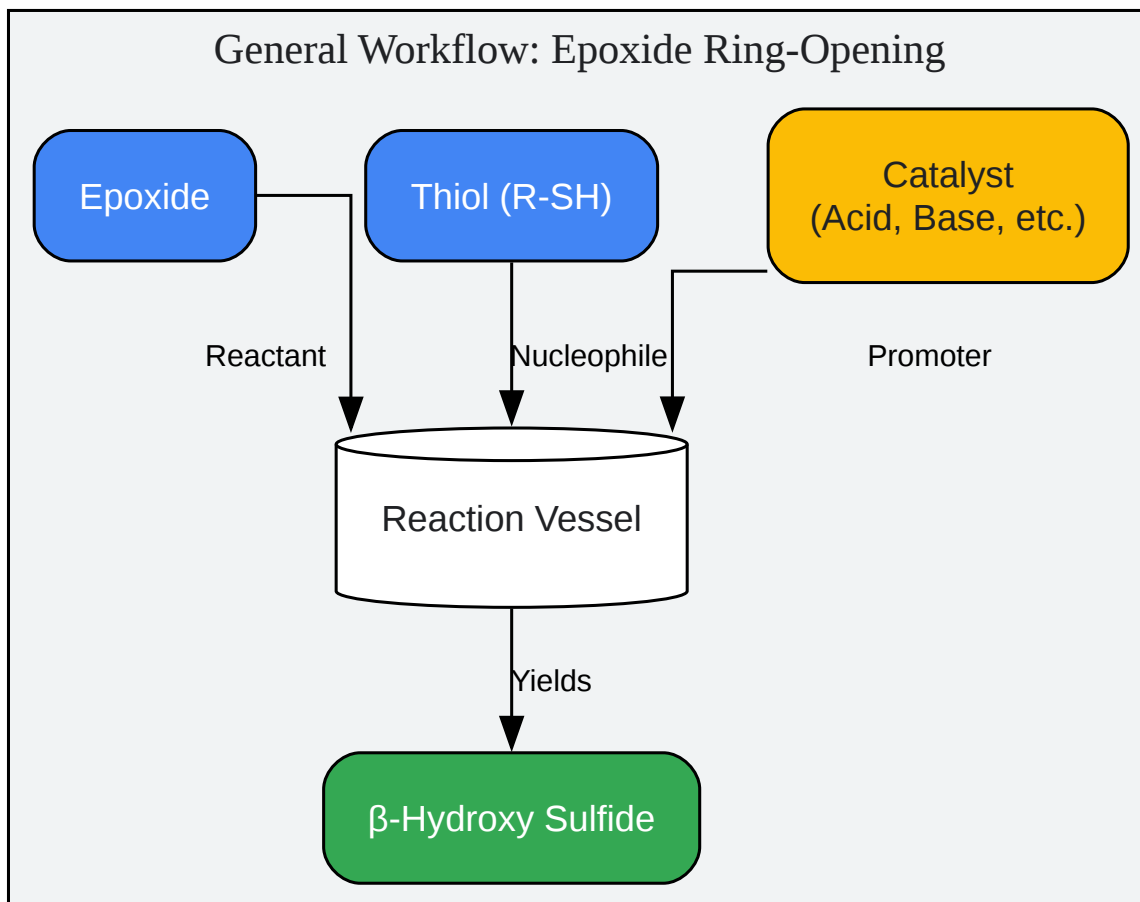 General Workflow: Epoxide Ring-Opening
Epoxide
Thiol (R-SH)
Catalyst
(Acid, Base, etc.)
Reactant
Nucleophile
Promoter
Reaction Vessel
Yields
β-Hydroxy Sulfide